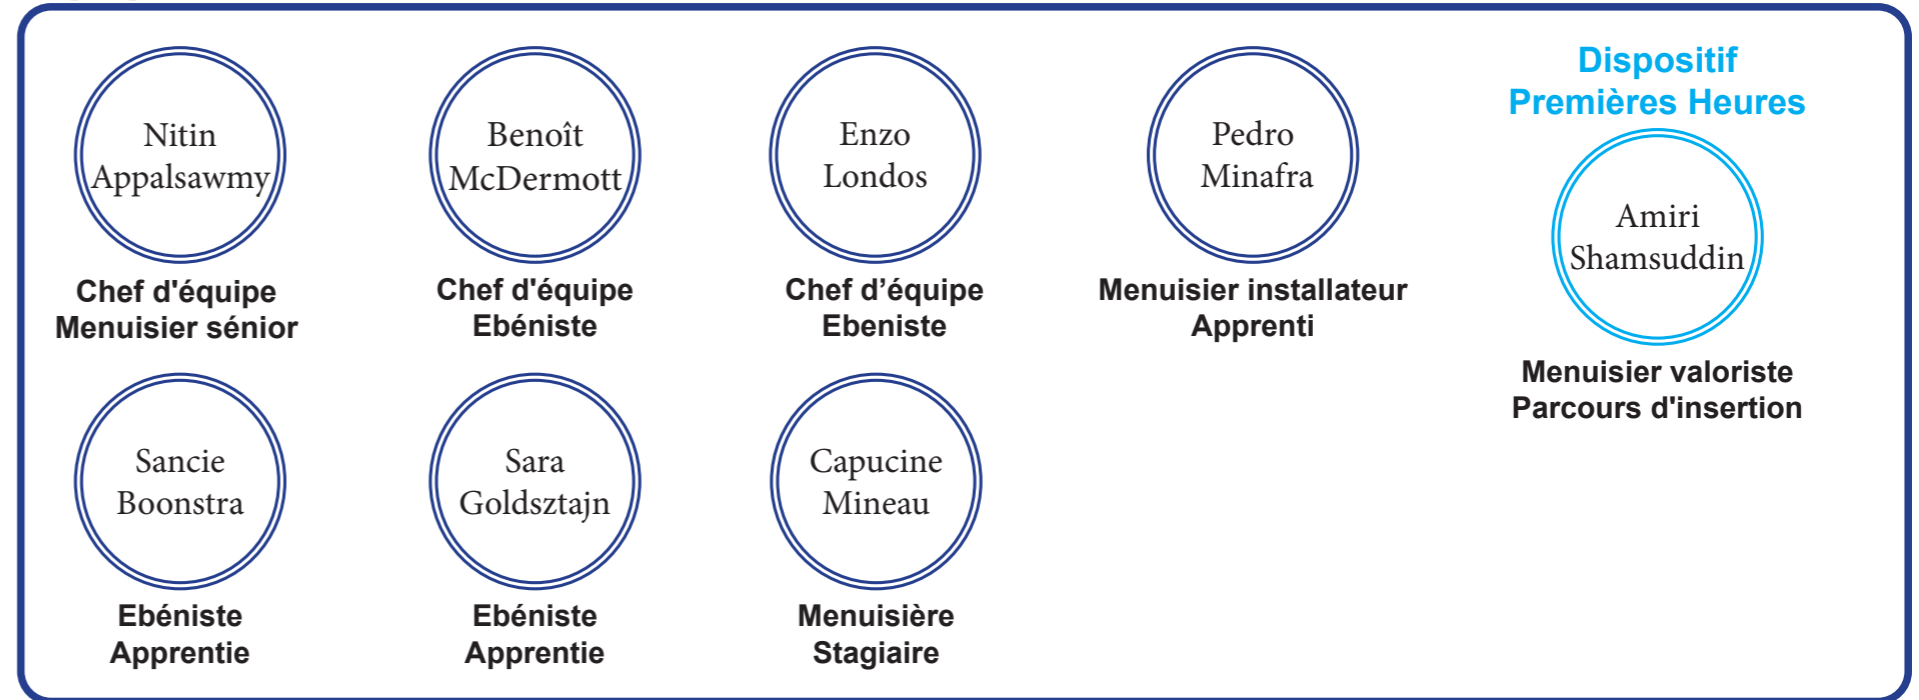 Nitin
Appalsawmy
Chef d'équipe
Menuisier sénior
Benoît
McDermott
Chef d'équipe
Ebéniste
Enzo
Londos
Chef d’équipe
Ebeniste
Pedro
Minafra
Menuisier installateur
Apprenti
Dispositif
Premières Heures
Amiri
Shamsuddin
Menuisier valoriste
Parcours d'insertion
Sancie
Boonstra
Ebéniste
Apprentie
Sara
Goldsztajn
Ebéniste
Apprentie
Capucine
Mineau
Menuisière
Stagiaire